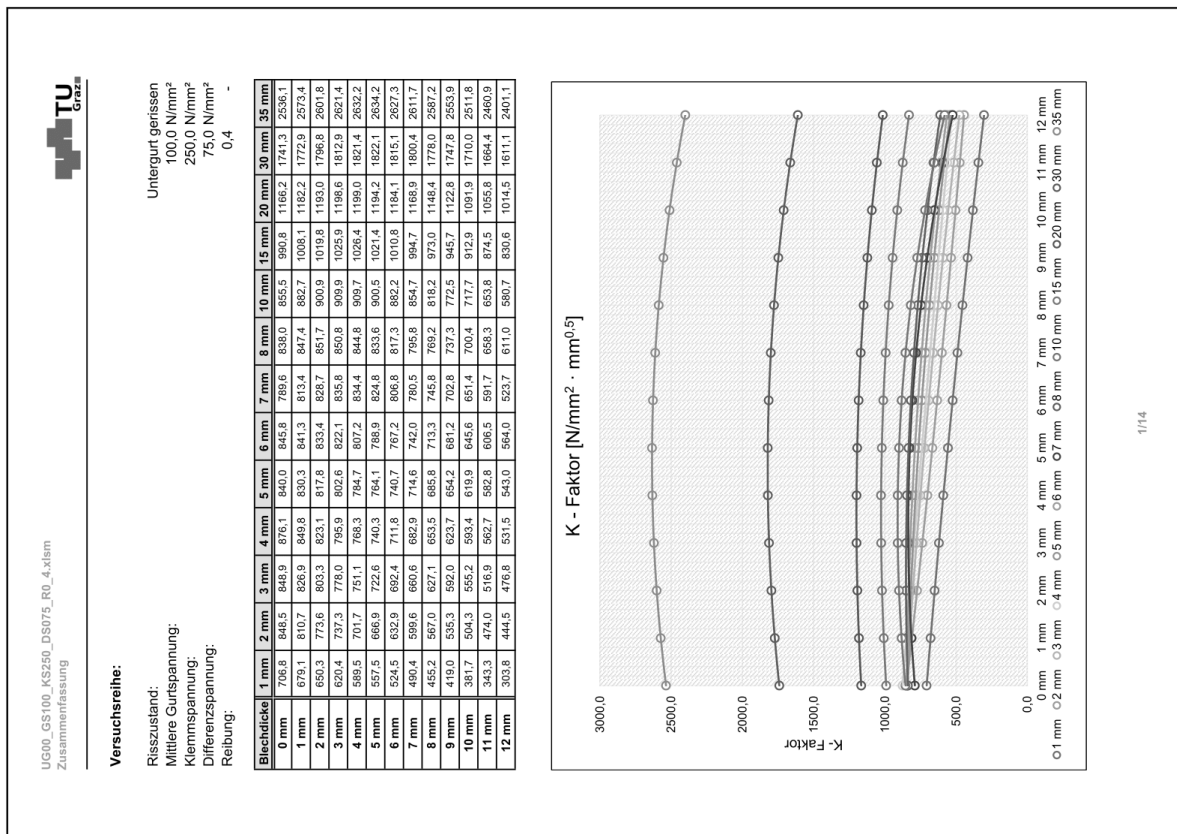 UG00_GS100_KS250_DS075_R0_4.xlsm
Zusammenfassung
TU
Graz
Versuchsreihe:
Risszustand: Untergurt gerissen
Mittlere Gurtspannung: 100,0 N/mm²
Klemmspannung: 250,0 N/mm²
Differenzspannung: 75,0 N/mm²
Reibung: 0,4 -
Blechdicke 1 mm 2 mm 3 mm 4 mm 5 mm 6 mm 7 mm 8 mm 10 mm 15 mm 20 mm 30 mm 35 mm
0 mm 706,8 848,5 848,9 876,1 840,0 845,8 789,6 838,0 855,5 990,8 1166,2 1741,3 2536,1
1 mm 679,1 810,7 826,9 849,8 830,3 841,3 813,4 847,4 882,7 1008,1 1182,2 1772,9 2573,4
2 mm 650,3 773,6 803,3 823,1 817,8 833,4 828,7 851,7 900,9 1019,8 1193,0 1796,8 2601,8
3 mm 620,4 737,3 778,0 795,9 802,6 822,1 835,8 850,8 909,9 1025,9 1198,6 1812,9 2621,4
4 mm 589,5 701,7 751,1 768,3 784,7 807,2 834,4 844,8 909,7 1026,4 1199,0 1821,4 2632,2
5 mm 557,5 666,9 722,6 740,3 764,1 788,9 824,8 833,6 900,5 1021,4 1194,2 1822,1 2634,2
6 mm 524,5 632,9 692,4 711,8 740,7 767,2 806,8 817,3 882,2 1010,8 1184,1 1815,1 2627,3
7 mm 490,4 599,6 660,6 682,9 714,6 742,0 780,5 795,8 854,7 994,7 1168,9 1800,4 2611,7
8 mm 455,2 567,0 627,1 653,5 685,8 713,3 745,8 769,2 818,2 973,0 1148,4 1778,0 2587,2
9 mm 419,0 535,3 592,0 623,7 654,2 681,2 702,8 737,3 772,5 945,7 1122,8 1747,8 2553,9
10 mm 381,7 504,3 555,2 593,4 619,9 645,6 651,4 700,4 717,7 912,9 1091,9 1710,0 2511,8
11 mm 343,3 474,0 516,9 562,7 582,8 606,5 591,7 658,3 653,8 874,5 1055,8 1664,4 2460,9
12 mm 303,8 444,5 476,8 531,5 543,0 564,0 523,7 611,0 580,7 830,6 1014,5 1611,1 2401,1
K - Faktor [N/mm² · mm^0,5]
K - Faktor
3000,0
2500,0
2000,0
1500,0
1000,0
500,0
0,0
0 mm 1 mm 2 mm 3 mm 4 mm 5 mm 6 mm 7 mm 8 mm 9 mm 10 mm 11 mm 12 mm
1 mm 2 mm 3 mm 4 mm 5 mm 6 mm 7 mm 8 mm 10 mm 15 mm 20 mm 30 mm 35 mm
1/14